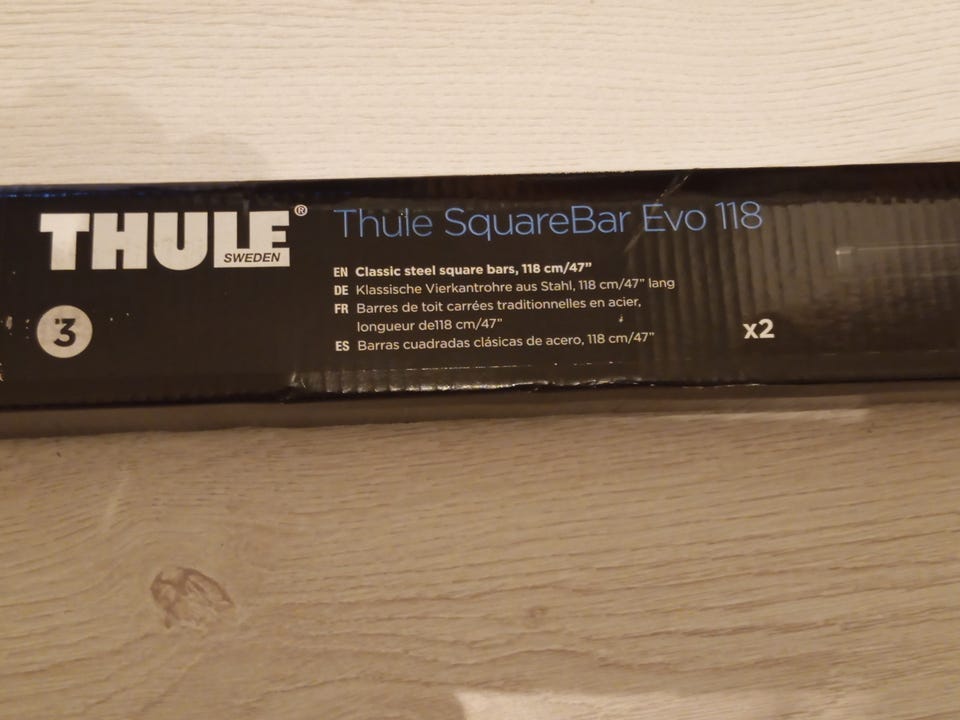 THULE®
SWEDEN
3
Thule SquareBar Evo 118
EN Classic steel square bars, 118 cm/47”
DE Klassische Vierkantrohre aus Stahl, 118 cm/47” lang
FR Barres de toit carrées traditionnelles en acier,
longueur de118 cm/47”
ES Barras cuadradas clásicas de acero, 118 cm/47”
x2